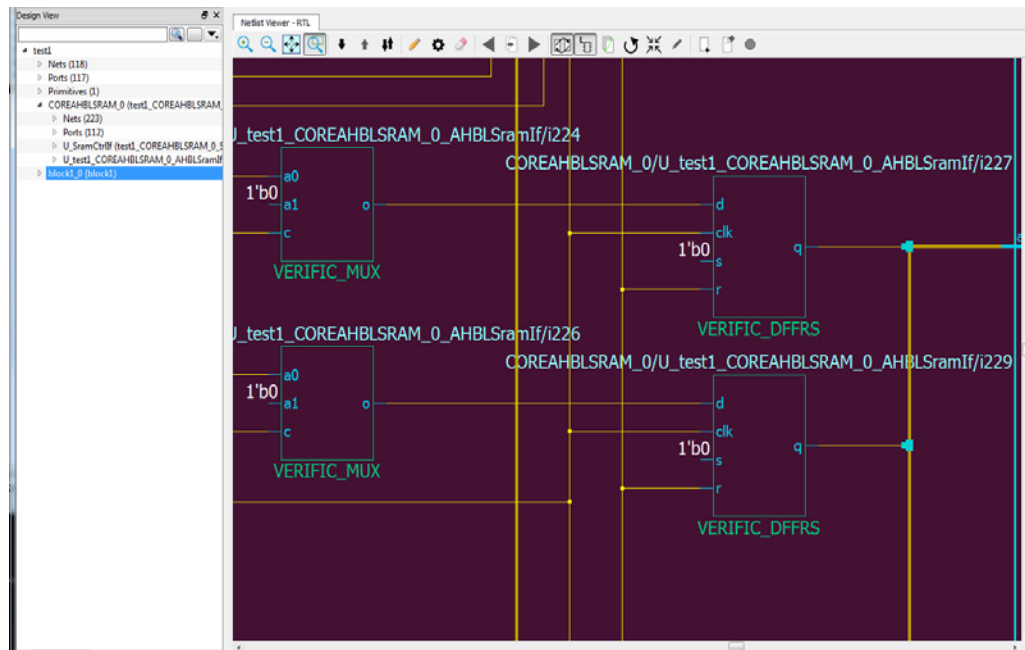 Design View
Netlist Viewer - RTL
test1
Nets (118)
Ports (117)
Primitives (1)
COREAHBLSRAM_0 (test1_COREAHBLSRAM_
Nets (223)
Ports (112)
U_SramCtrlIf (test1_COREAHBLSRAM_0_S
U_test1_COREAHBLSRAM_0_AHBLSramIf
block1_0 (block1)
U_test1_COREAHBLSRAM_0_AHBLSramIf/i224
a0
1'b0
a1
o
c
VERIFIC_MUX
COREAHBLSRAM_0/U_test1_COREAHBLSRAM_0_AHBLSramIf/i227
d
clk
1'b0
s
q
r
VERIFIC_DFFRS
a
U_test1_COREAHBLSRAM_0_AHBLSramIf/i226
a0
1'b0
a1
o
c
VERIFIC_MUX
COREAHBLSRAM_0/U_test1_COREAHBLSRAM_0_AHBLSramIf/i229
d
clk
1'b0
s
q
r
VERIFIC_DFFRS